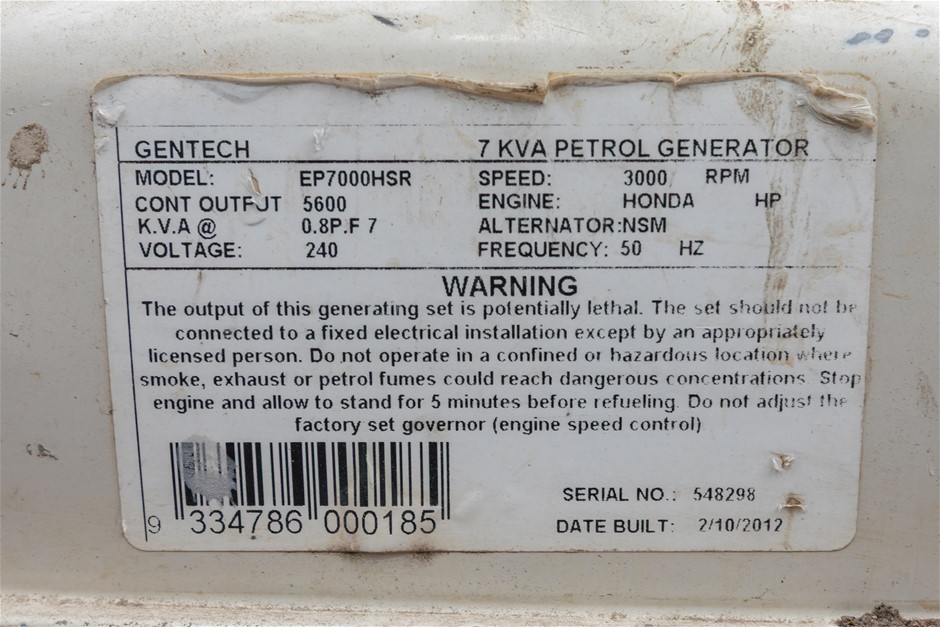 GENTECH 7 KVA PETROL GENERATOR
MODEL: EP7000HSR SPEED: 3000 RPM
CONT OUTPUT 5600 ENGINE: HONDA HP
K.V.A @ 0.8P.F 7 ALTERNATOR:NSM
VOLTAGE: 240 FREQUENCY: 50 HZ
WARNING
The output of this generating set is potentially lethal. The set should not be
connected to a fixed electrical installation except by an appropriately
licensed person. Do not operate in a confined or hazardous location where
smoke, exhaust or petrol fumes could reach dangerous concentrations. Stop
engine and allow to stand for 5 minutes before refueling. Do not adjust the
factory set governor (engine speed control)
SERIAL NO.: 548298
9 334786 000185
DATE BUILT: 2/10/2012